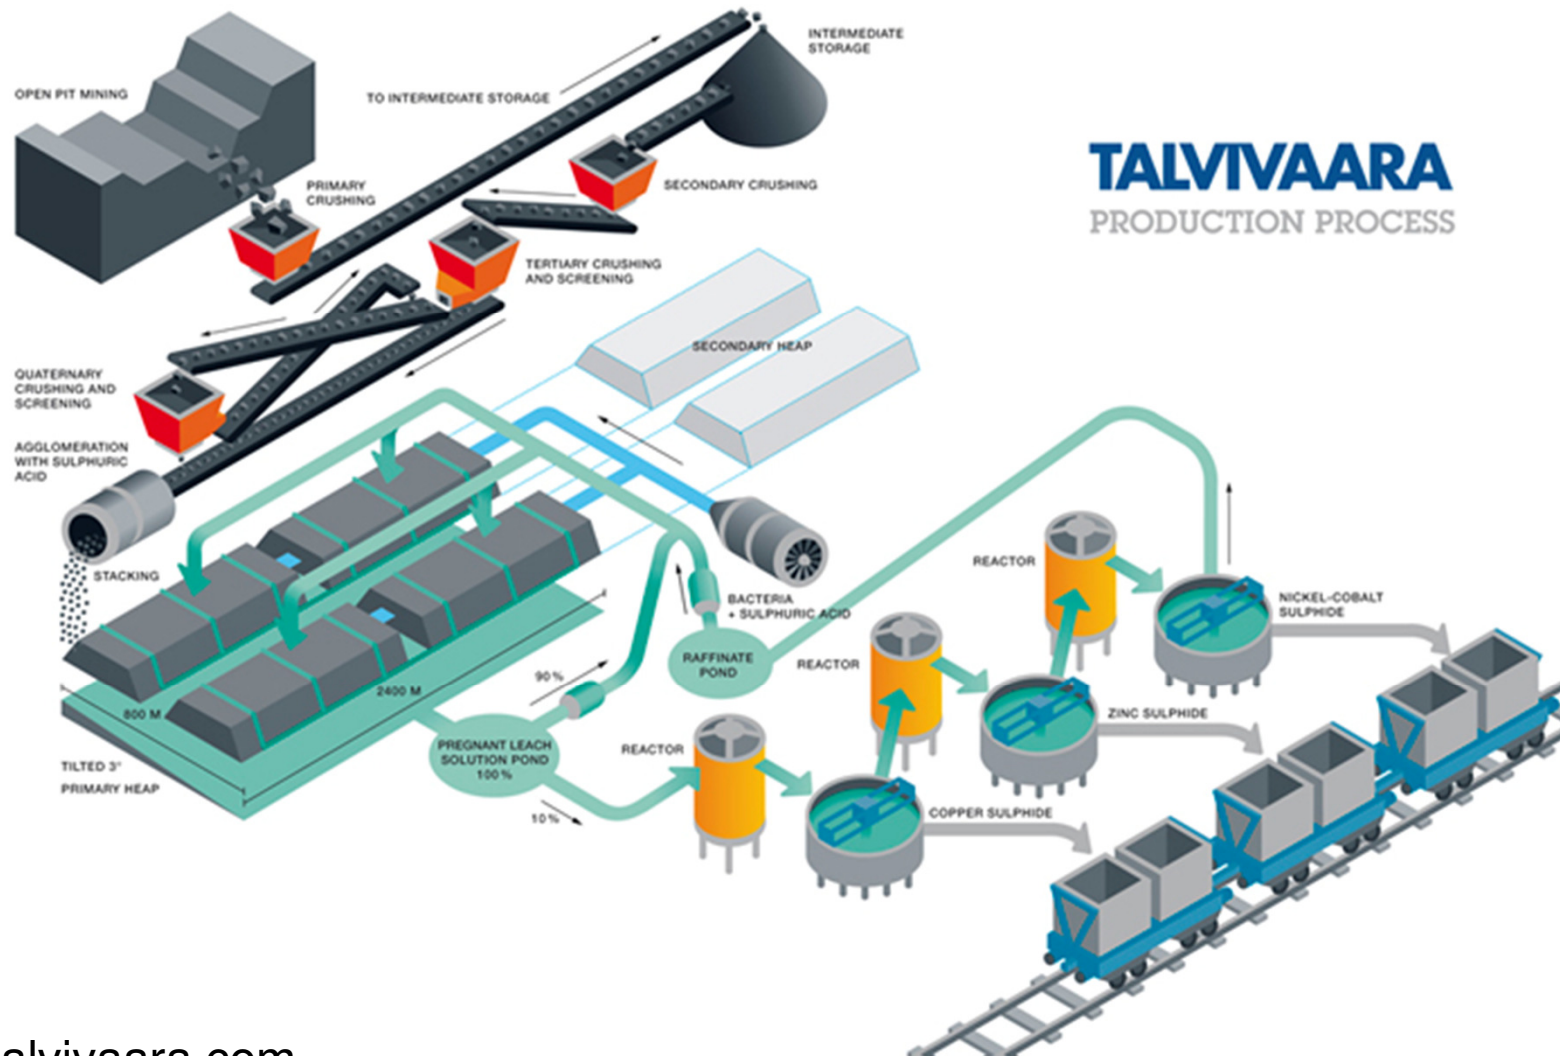 OPEN PIT MINING
TO INTERMEDIATE STORAGE
INTERMEDIATE
STORAGE
PRIMARY
CRUSHING
SECONDARY CRUSHING
TALVIVAARA
PRODUCTION PROCESS
TERTIARY CRUSHING
AND SCREENING
SECONDARY HEAP
QUATERNARY
CRUSHING AND
SCREENING
AGGLOMERATION
WITH SULPHURIC
ACID
STACKING
BACTERIA
+ SULPHURIC ACID
RAFFINATE
POND
REACTOR
NICKEL-COBALT
SULPHIDE
REACTOR
90%
2400 M
800 M
ZINC SULPHIDE
PREGNANT LEACH
SOLUTION POND
100%
REACTOR
TILTED 3°
PRIMARY HEAP
10%
COPPER SULPHIDE
alvivaara.com